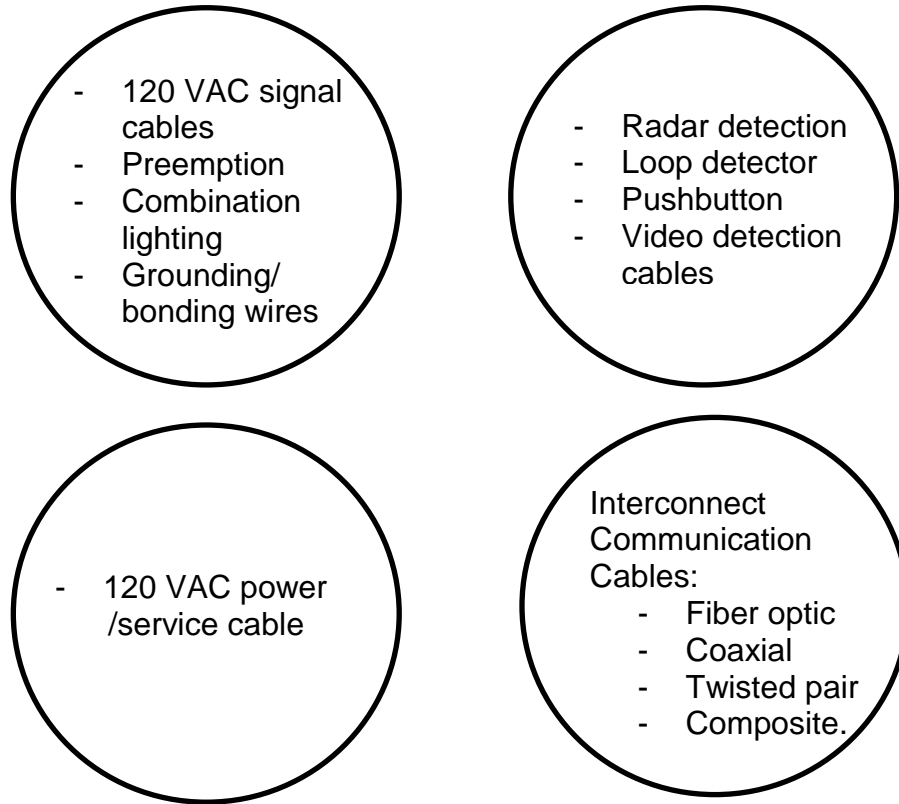 - 120 VAC signal
cables
- Preemption
- Combination
lighting
- Grounding/
bonding wires
- Radar detection
- Loop detector
- Pushbutton
- Video detection
cables
- 120 VAC power
/service cable
Interconnect
Communication
Cables:
- Fiber optic
- Coaxial
- Twisted pair
- Composite.